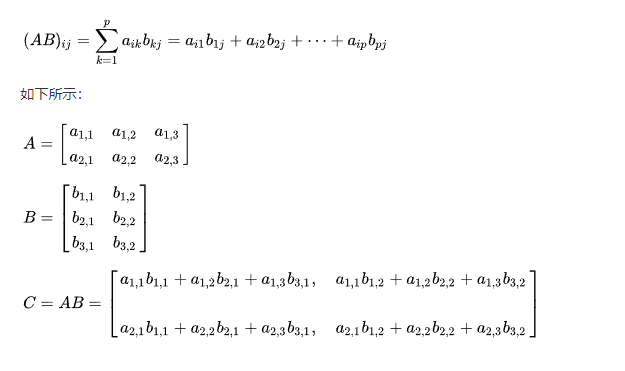 (AB)_{ij} = \sum_{k=1}^{p} a_{ik}b_{kj} = a_{i1}b_{1j} + a_{i2}b_{2j} + \cdots + a_{ip}b_{pj}
如下所示：
A = \begin{bmatrix} a_{1,1} & a_{1,2} & a_{1,3} \\ a_{2,1} & a_{2,2} & a_{2,3} \end{bmatrix}
B = \begin{bmatrix} b_{1,1} & b_{1,2} \\ b_{2,1} & b_{2,2} \\ b_{3,1} & b_{3,2} \end{bmatrix}
C = AB = \begin{bmatrix} a_{1,1}b_{1,1} + a_{1,2}b_{2,1} + a_{1,3}b_{3,1}, & a_{1,1}b_{1,2} + a_{1,2}b_{2,2} + a_{1,3}b_{3,2} \\ a_{2,1}b_{1,1} + a_{2,2}b_{2,1} + a_{2,3}b_{3,1}, & a_{2,1}b_{1,2} + a_{2,2}b_{2,2} + a_{2,3}b_{3,2} \end{bmatrix}